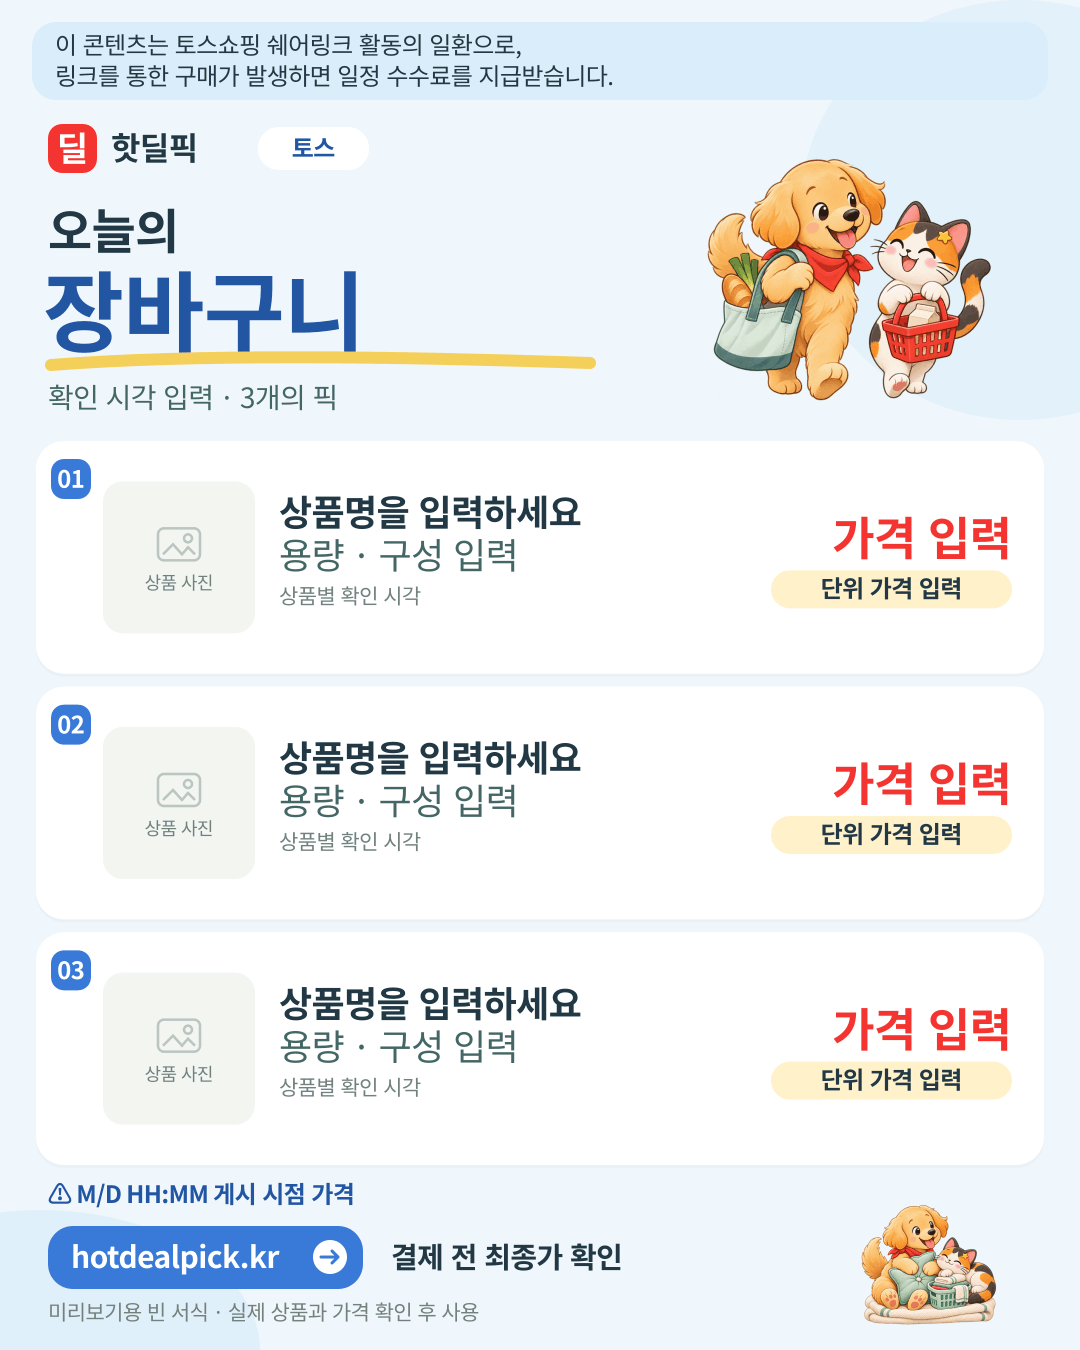 이 콘텐츠는 토스쇼핑 쉐어링크 활동의 일환으로,
링크를 통한 구매가 발생하면 일정 수수료를 지급받습니다.
딜 핫딜픽 토스
오늘의
장바구니
확인 시각 입력 · 3개의 픽
01
상품 사진
상품명을 입력하세요
용량 · 구성 입력
상품별 확인 시각
가격 입력
단위 가격 입력
02
상품 사진
상품명을 입력하세요
용량 · 구성 입력
상품별 확인 시각
가격 입력
단위 가격 입력
03
상품 사진
상품명을 입력하세요
용량 · 구성 입력
상품별 확인 시각
가격 입력
단위 가격 입력
⚠ M/D HH:MM 게시 시점 가격
hotdealpick.kr → 결제 전 최종가 확인
미리보기용 빈 서식 · 실제 상품과 가격 확인 후 사용